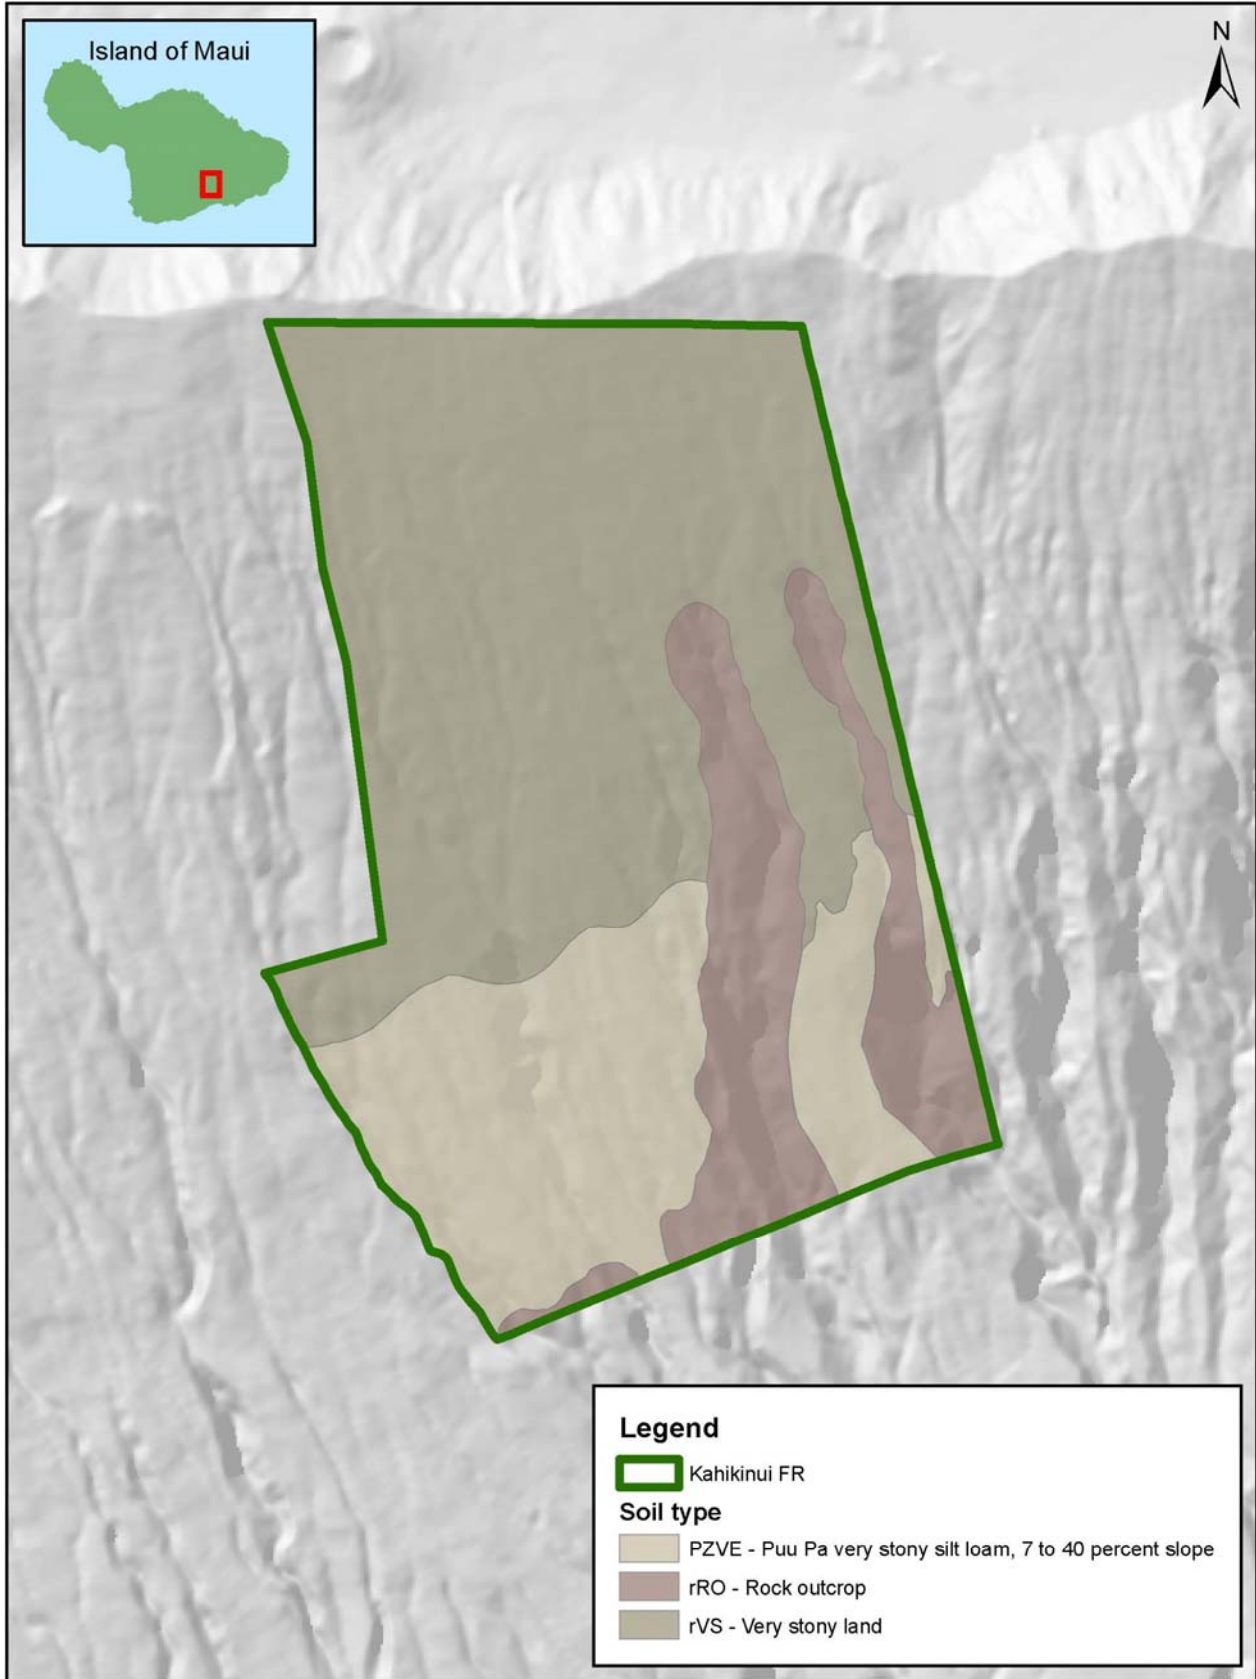 Island of Maui
N
Legend
Kahikinui FR
Soil type
PZVE - Puu Pa very stony silt loam, 7 to 40 percent slope
rRO - Rock outcrop
rVS - Very stony land